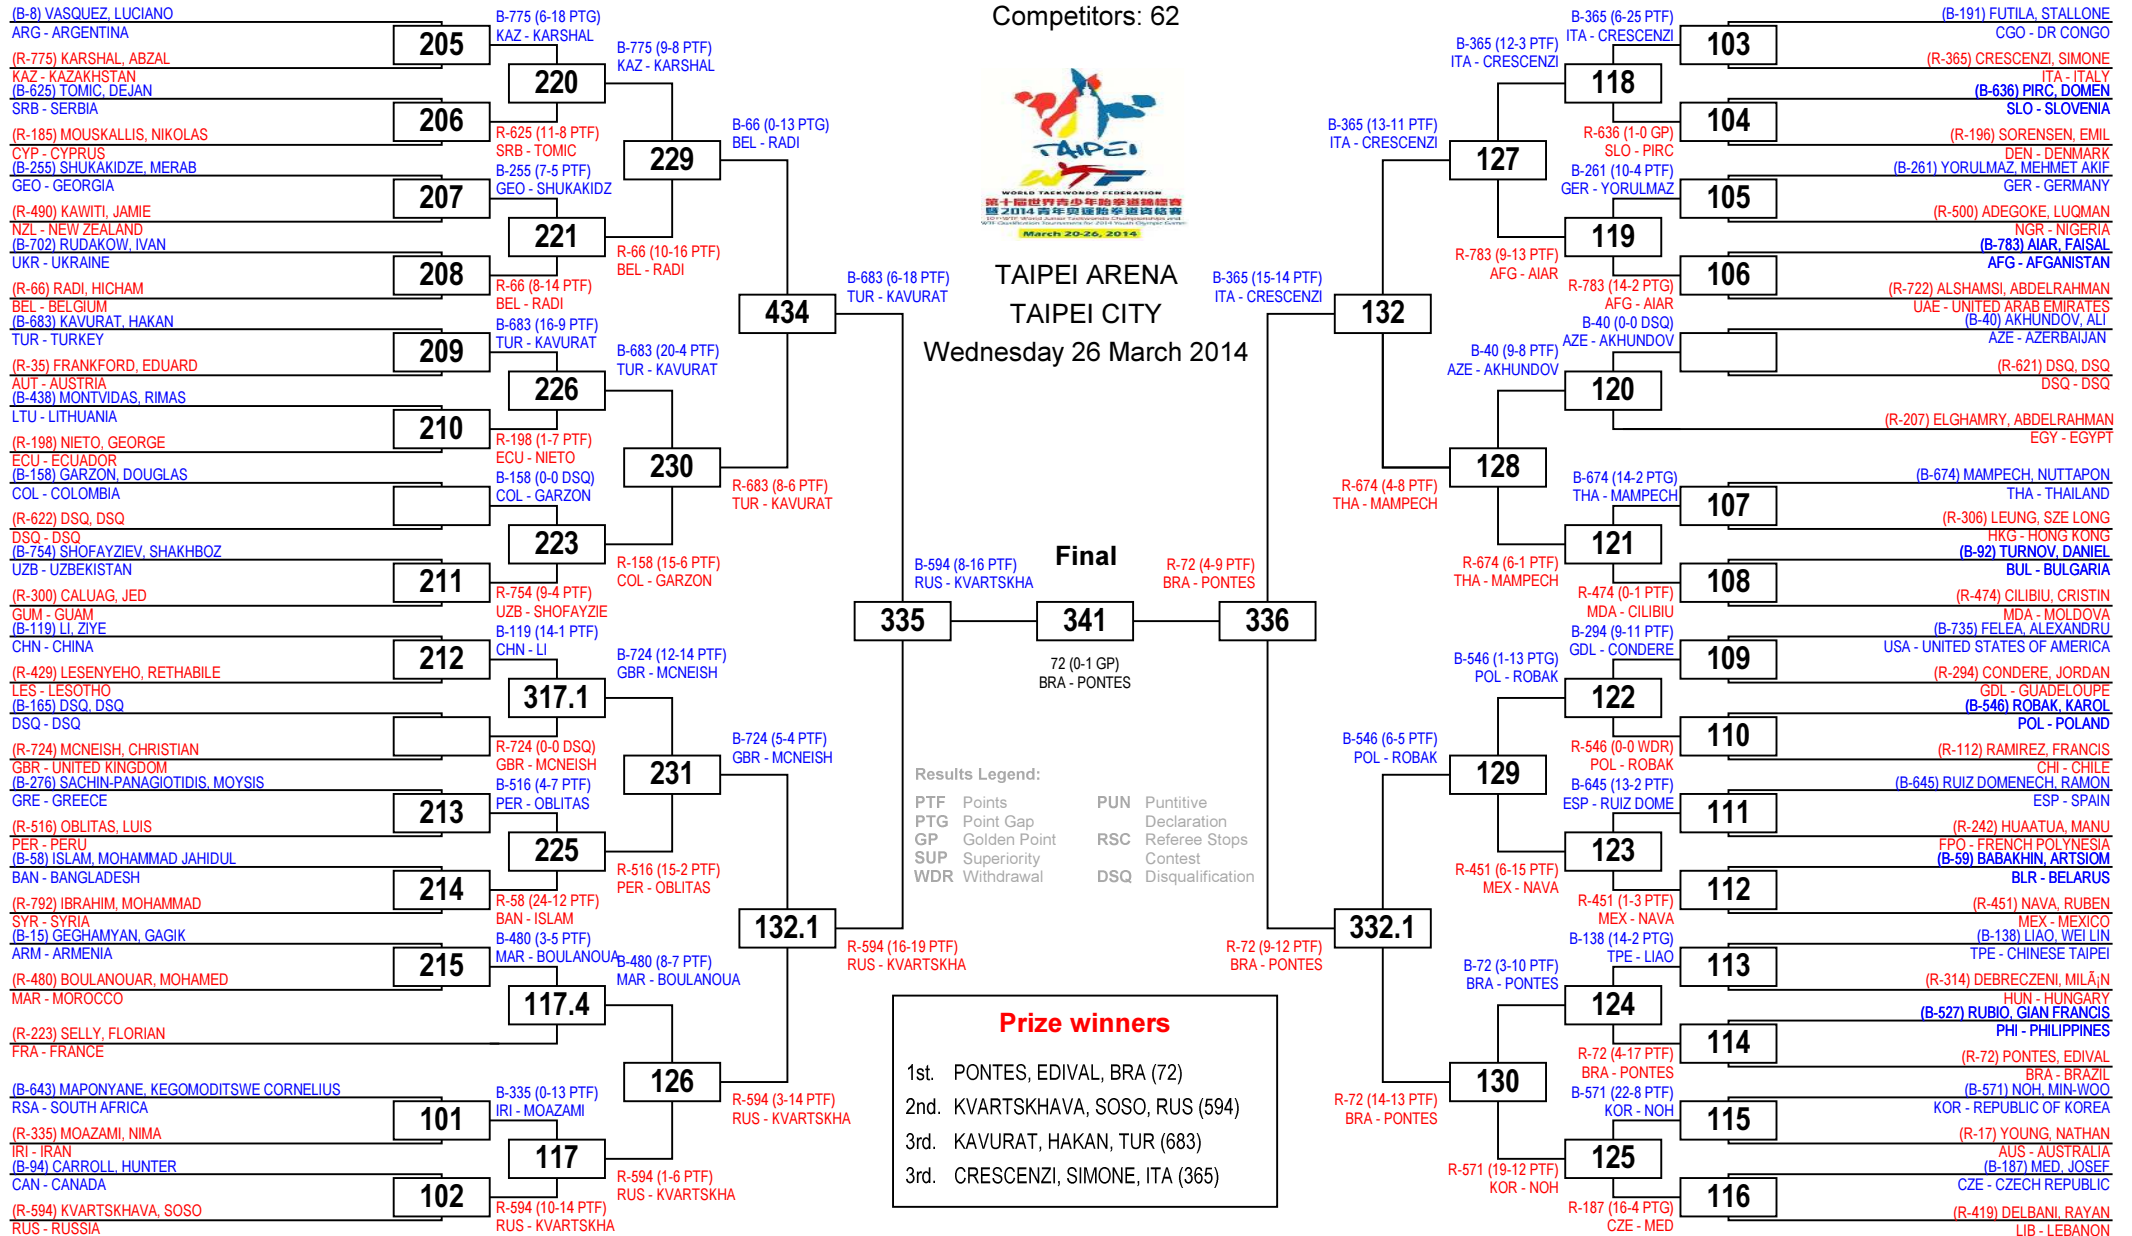 Competitors: 62
TAIPEI
WTF
WORLD TAEKWONDO FEDERATION
第十屆世界青少年跆拳道錦標賽
暨2014青年奧運跆拳道資格賽
March 20-26, 2014
TAIPEI ARENA
TAIPEI CITY
Wednesday 26 March 2014
(B-8) VASQUEZ, LUCIANO
ARG - ARGENTINA
205
(R-775) KARSHAL, ABZAL
KAZ - KAZAKHSTAN
(B-625) TOMIC, DEJAN
SRB - SERBIA
206
(R-185) MOUSKALLIS, NIKOLAS
CYP - CYPRUS
(B-255) SHUKAKIDZE, MERAB
GEO - GEORGIA
207
(R-490) KAWITI, JAMIE
NZL - NEW ZEALAND
(B-702) RUDAKOW, IVAN
UKR - UKRAINE
208
(R-66) RADI, HICHAM
BEL - BELGIUM
(B-683) KAVURAT, HAKAN
TUR - TURKEY
209
(R-35) FRANKFORD, EDUARD
AUT - AUSTRIA
(B-438) MONTVIDAS, RIMAS
LTU - LITHUANIA
210
(R-198) NIETO, GEORGE
ECU - ECUADOR
(B-158) GARZON, DOUGLAS
COL - COLOMBIA
(R-622) DSQ, DSQ
DSQ - DSQ
(B-754) SHOFAYZIEV, SHAKHBOZ
UZB - UZBEKISTAN
211
(R-300) CALUAG, JED
GUM - GUAM
(B-119) LI, ZIYE
CHN - CHINA
212
(R-429) LESENYEHO, RETHABILE
LES - LESOTHO
(B-165) DSQ, DSQ
DSQ - DSQ
(R-724) MCNEISH, CHRISTIAN
GBR - UNITED KINGDOM
(B-276) SACHIN-PANAGIOTIDIS, MOYSIS
GRE - GREECE
213
(R-516) OBLITAS, LUIS
PER - PERU
(B-58) ISLAM, MOHAMMAD JAHIDUL
BAN - BANGLADESH
214
(R-792) IBRAHIM, MOHAMMAD
SYR - SYRIA
(B-15) GEGHAMYAN, GAGIK
ARM - ARMENIA
215
(R-480) BOULANOUAR, MOHAMED
MAR - MOROCCO
(R-223) SELLY, FLORIAN
FRA - FRANCE
(B-643) MAPONYANE, KEGOMODITSWE CORNELIUS
RSA - SOUTH AFRICA
101
(R-335) MOAZAMI, NIMA
IRI - IRAN
(B-94) CARROLL, HUNTER
CAN - CANADA
102
(R-594) KVARTSKHAVA, SOSO
RUS - RUSSIA
B-775 (6-18 PTG)
KAZ - KARSHAL
220
R-625 (11-8 PTF)
SRB - TOMIC
B-255 (7-5 PTF)
GEO - SHUKAKIDZ
221
R-66 (8-14 PTF)
BEL - RADI
B-683 (16-9 PTF)
TUR - KAVURAT
226
R-198 (1-7 PTF)
ECU - NIETO
B-158 (0-0 DSQ)
COL - GARZON
223
R-754 (9-4 PTF)
UZB - SHOFAYZIE
B-119 (14-1 PTF)
CHN - LI
317.1
R-724 (0-0 DSQ)
GBR - MCNEISH
B-516 (4-7 PTF)
PER - OBLITAS
225
R-58 (24-12 PTF)
BAN - ISLAM
B-480 (3-5 PTF)
MAR - BOULANOUA
117.4
B-335 (0-13 PTF)
IRI - MOAZAMI
117
R-594 (10-14 PTF)
RUS - KVARTSKHA
B-775 (9-8 PTF)
KAZ - KARSHAL
229
R-66 (10-16 PTF)
BEL - RADI
B-683 (20-4 PTF)
TUR - KAVURAT
230
R-158 (15-6 PTF)
COL - GARZON
B-724 (12-14 PTF)
GBR - MCNEISH
231
R-516 (15-2 PTF)
PER - OBLITAS
B-480 (8-7 PTF)
MAR - BOULANOUA
126
R-594 (1-6 PTF)
RUS - KVARTSKHA
B-66 (0-13 PTG)
BEL - RADI
434
R-683 (8-6 PTF)
TUR - KAVURAT
B-724 (5-4 PTF)
GBR - MCNEISH
132.1
R-594 (3-14 PTF)
RUS - KVARTSKHA
B-683 (6-18 PTF)
TUR - KAVURAT
335
R-594 (16-19 PTF)
RUS - KVARTSKHA
B-594 (8-16 PTF)
RUS - KVARTSKHA
Final
341
72 (0-1 GP)
BRA - PONTES
R-72 (4-9 PTF)
BRA - PONTES
B-365 (15-14 PTF)
ITA - CRESCENZI
336
R-72 (9-12 PTF)
BRA - PONTES
B-365 (13-11 PTF)
ITA - CRESCENZI
132
R-674 (4-8 PTF)
THA - MAMPECH
B-546 (6-5 PTF)
POL - ROBAK
332.1
R-72 (14-13 PTF)
BRA - PONTES
B-365 (12-3 PTF)
ITA - CRESCENZI
127
R-783 (9-13 PTF)
AFG - AIAR
B-40 (9-8 PTF)
AZE - AKHUNDOV
128
R-674 (6-1 PTF)
THA - MAMPECH
B-546 (1-13 PTG)
POL - ROBAK
129
R-451 (6-15 PTF)
MEX - NAVA
B-72 (3-10 PTF)
BRA - PONTES
130
R-571 (19-12 PTF)
KOR - NOH
B-365 (6-25 PTF)
ITA - CRESCENZI
118
R-636 (1-0 GP)
SLO - PIRC
B-261 (10-4 PTF)
GER - YORULMAZ
119
R-783 (14-2 PTG)
AFG - AIAR
B-40 (0-0 DSQ)
AZE - AKHUNDOV
120
B-674 (14-2 PTG)
THA - MAMPECH
121
R-474 (0-1 PTF)
MDA - CILIBIU
B-294 (9-11 PTF)
GDL - CONDERE
122
R-546 (0-0 WDR)
POL - ROBAK
B-645 (13-2 PTF)
ESP - RUIZ DOME
123
R-451 (1-3 PTF)
MEX - NAVA
B-138 (14-2 PTG)
TPE - LIAO
124
R-72 (4-17 PTF)
BRA - PONTES
B-571 (22-8 PTF)
KOR - NOH
125
R-187 (16-4 PTG)
CZE - MED
(B-191) FUTILA, STALLONE
CGO - DR CONGO
103
(R-365) CRESCENZI, SIMONE
ITA - ITALY
(B-636) PIRC, DOMEN
SLO - SLOVENIA
104
(R-196) SORENSEN, EMIL
DEN - DENMARK
(B-261) YORULMAZ, MEHMET AKIF
GER - GERMANY
105
(R-500) ADEGOKE, LUQMAN
NGR - NIGERIA
(B-783) AIAR, FAISAL
AFG - AFGANISTAN
106
(R-722) ALSHAMSI, ABDELRAHMAN
UAE - UNITED ARAB EMIRATES
(B-40) AKHUNDOV, ALI
AZE - AZERBAIJAN
(R-621) DSQ, DSQ
DSQ - DSQ
(R-207) ELGHAMRY, ABDELRAHMAN
EGY - EGYPT
(B-674) MAMPECH, NUTTAPON
THA - THAILAND
107
(R-306) LEUNG, SZE LONG
HKG - HONG KONG
(B-92) TURNOV, DANIEL
BUL - BULGARIA
108
(R-474) CILIBIU, CRISTIN
MDA - MOLDOVA
(B-735) FELEA, ALEXANDRU
USA - UNITED STATES OF AMERICA
109
(R-294) CONDERE, JORDAN
GDL - GUADELOUPE
(B-546) ROBAK, KAROL
POL - POLAND
110
(R-112) RAMIREZ, FRANCIS
CHI - CHILE
(B-645) RUIZ DOMENECH, RAMON
ESP - SPAIN
111
(R-242) HUAATUA, MANU
FPO - FRENCH POLYNESIA
(B-59) BABAKHIN, ARTSIOM
BLR - BELARUS
112
(R-451) NAVA, RUBEN
MEX - MEXICO
(B-138) LIAO, WEI LIN
TPE - CHINESE TAIPEI
113
(R-314) DEBRECZENI, MILÃ¡N
HUN - HUNGARY
(B-527) RUBIO, GIAN FRANCIS
PHI - PHILIPPINES
114
(R-72) PONTES, EDIVAL
BRA - BRAZIL
(B-571) NOH, MIN-WOO
KOR - REPUBLIC OF KOREA
115
(R-17) YOUNG, NATHAN
AUS - AUSTRALIA
(B-187) MED, JOSEF
CZE - CZECH REPUBLIC
116
(R-419) DELBANI, RAYAN
LIB - LEBANON
Results Legend:
PTF Points
PTG Point Gap
GP Golden Point
SUP Superiority
WDR Withdrawal
PUN Puntitive
Declaration
RSC Referee Stops
Contest
DSQ Disqualification
Prize winners
1st. PONTES, EDIVAL, BRA (72)
2nd. KVARTSKHAVA, SOSO, RUS (594)
3rd. KAVURAT, HAKAN, TUR (683)
3rd. CRESCENZI, SIMONE, ITA (365)